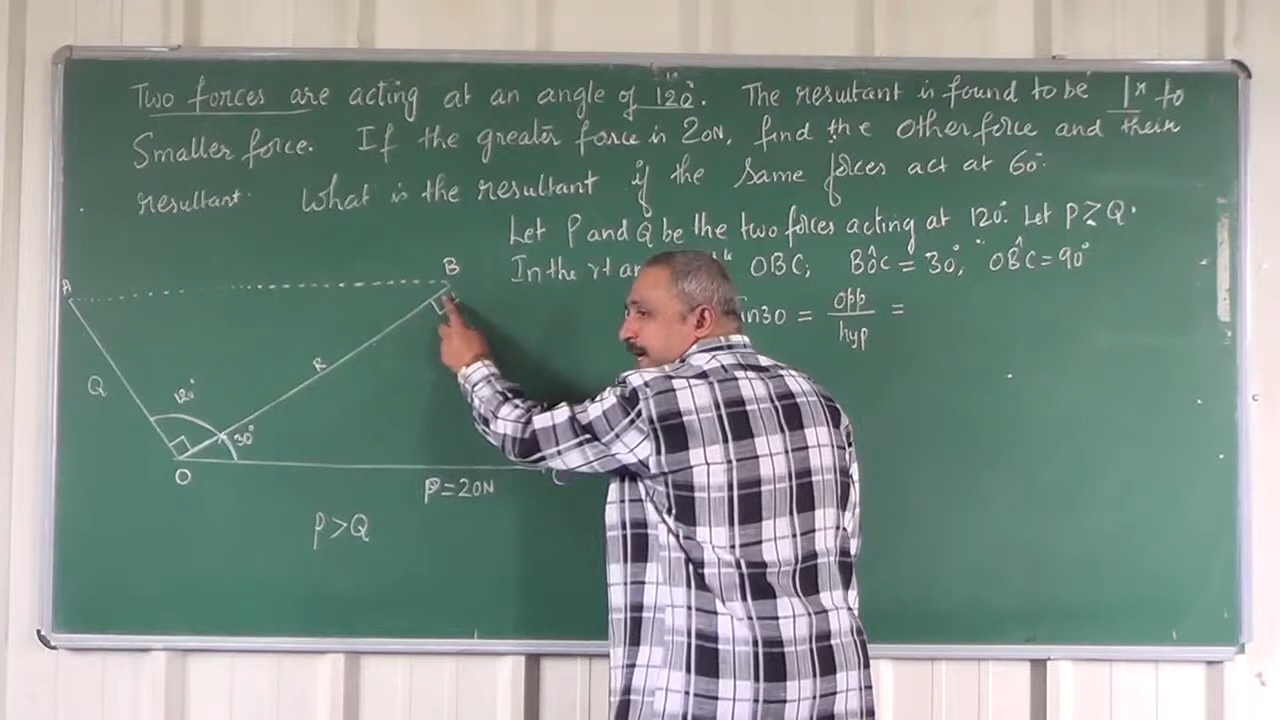 Two forces are acting at an angle of 120°. The resultant is found to be ⊥r to
Smaller force. If the greater force is 20N, find the Other force and their
resultant. What is the resultant if the same forces act at 60°.
Let P and Q be the two forces acting at 120°. Let P > Q.
In the rt OBC; BÔC = 30°, OB̂C = 90°
in30 = opp/hyp =
A
B
Q
R
120°
30°
O
P=20N
C
P > Q